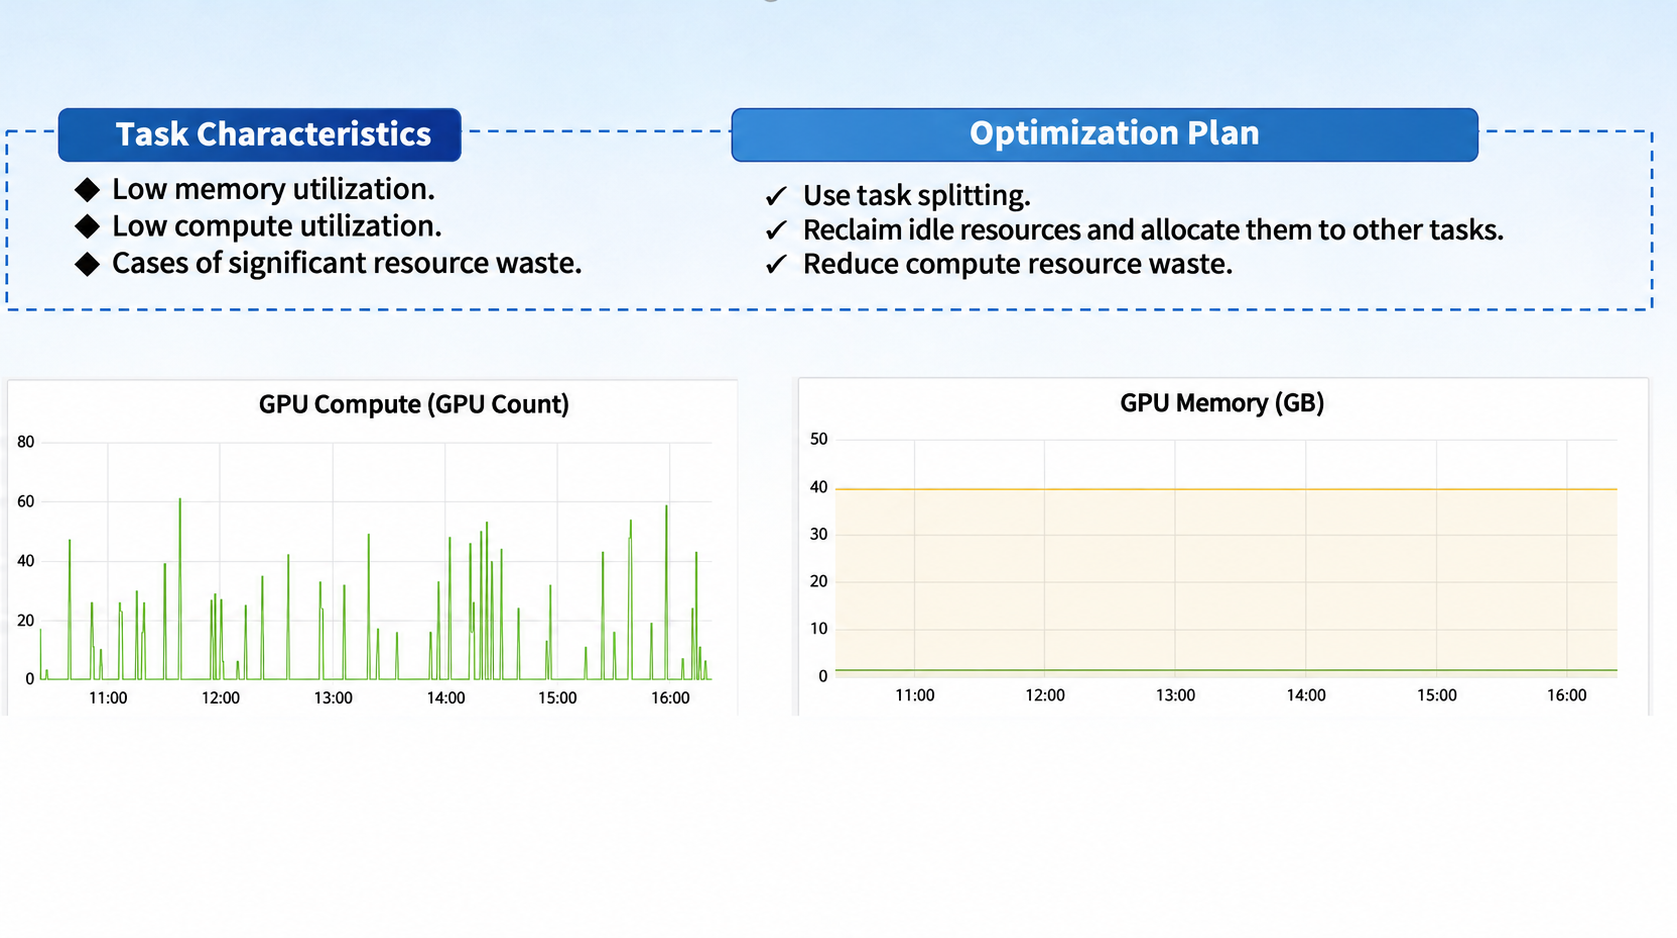 Task Characteristics
◆ Low memory utilization.
◆ Low compute utilization.
◆ Cases of significant resource waste.
Optimization Plan
✓ Use task splitting.
✓ Reclaim idle resources and allocate them to other tasks.
✓ Reduce compute resource waste.
GPU Compute (GPU Count)
80
60
40
20
0
11:00 12:00 13:00 14:00 15:00 16:00
GPU Memory (GB)
50
40
30
20
10
0
11:00 12:00 13:00 14:00 15:00 16:00